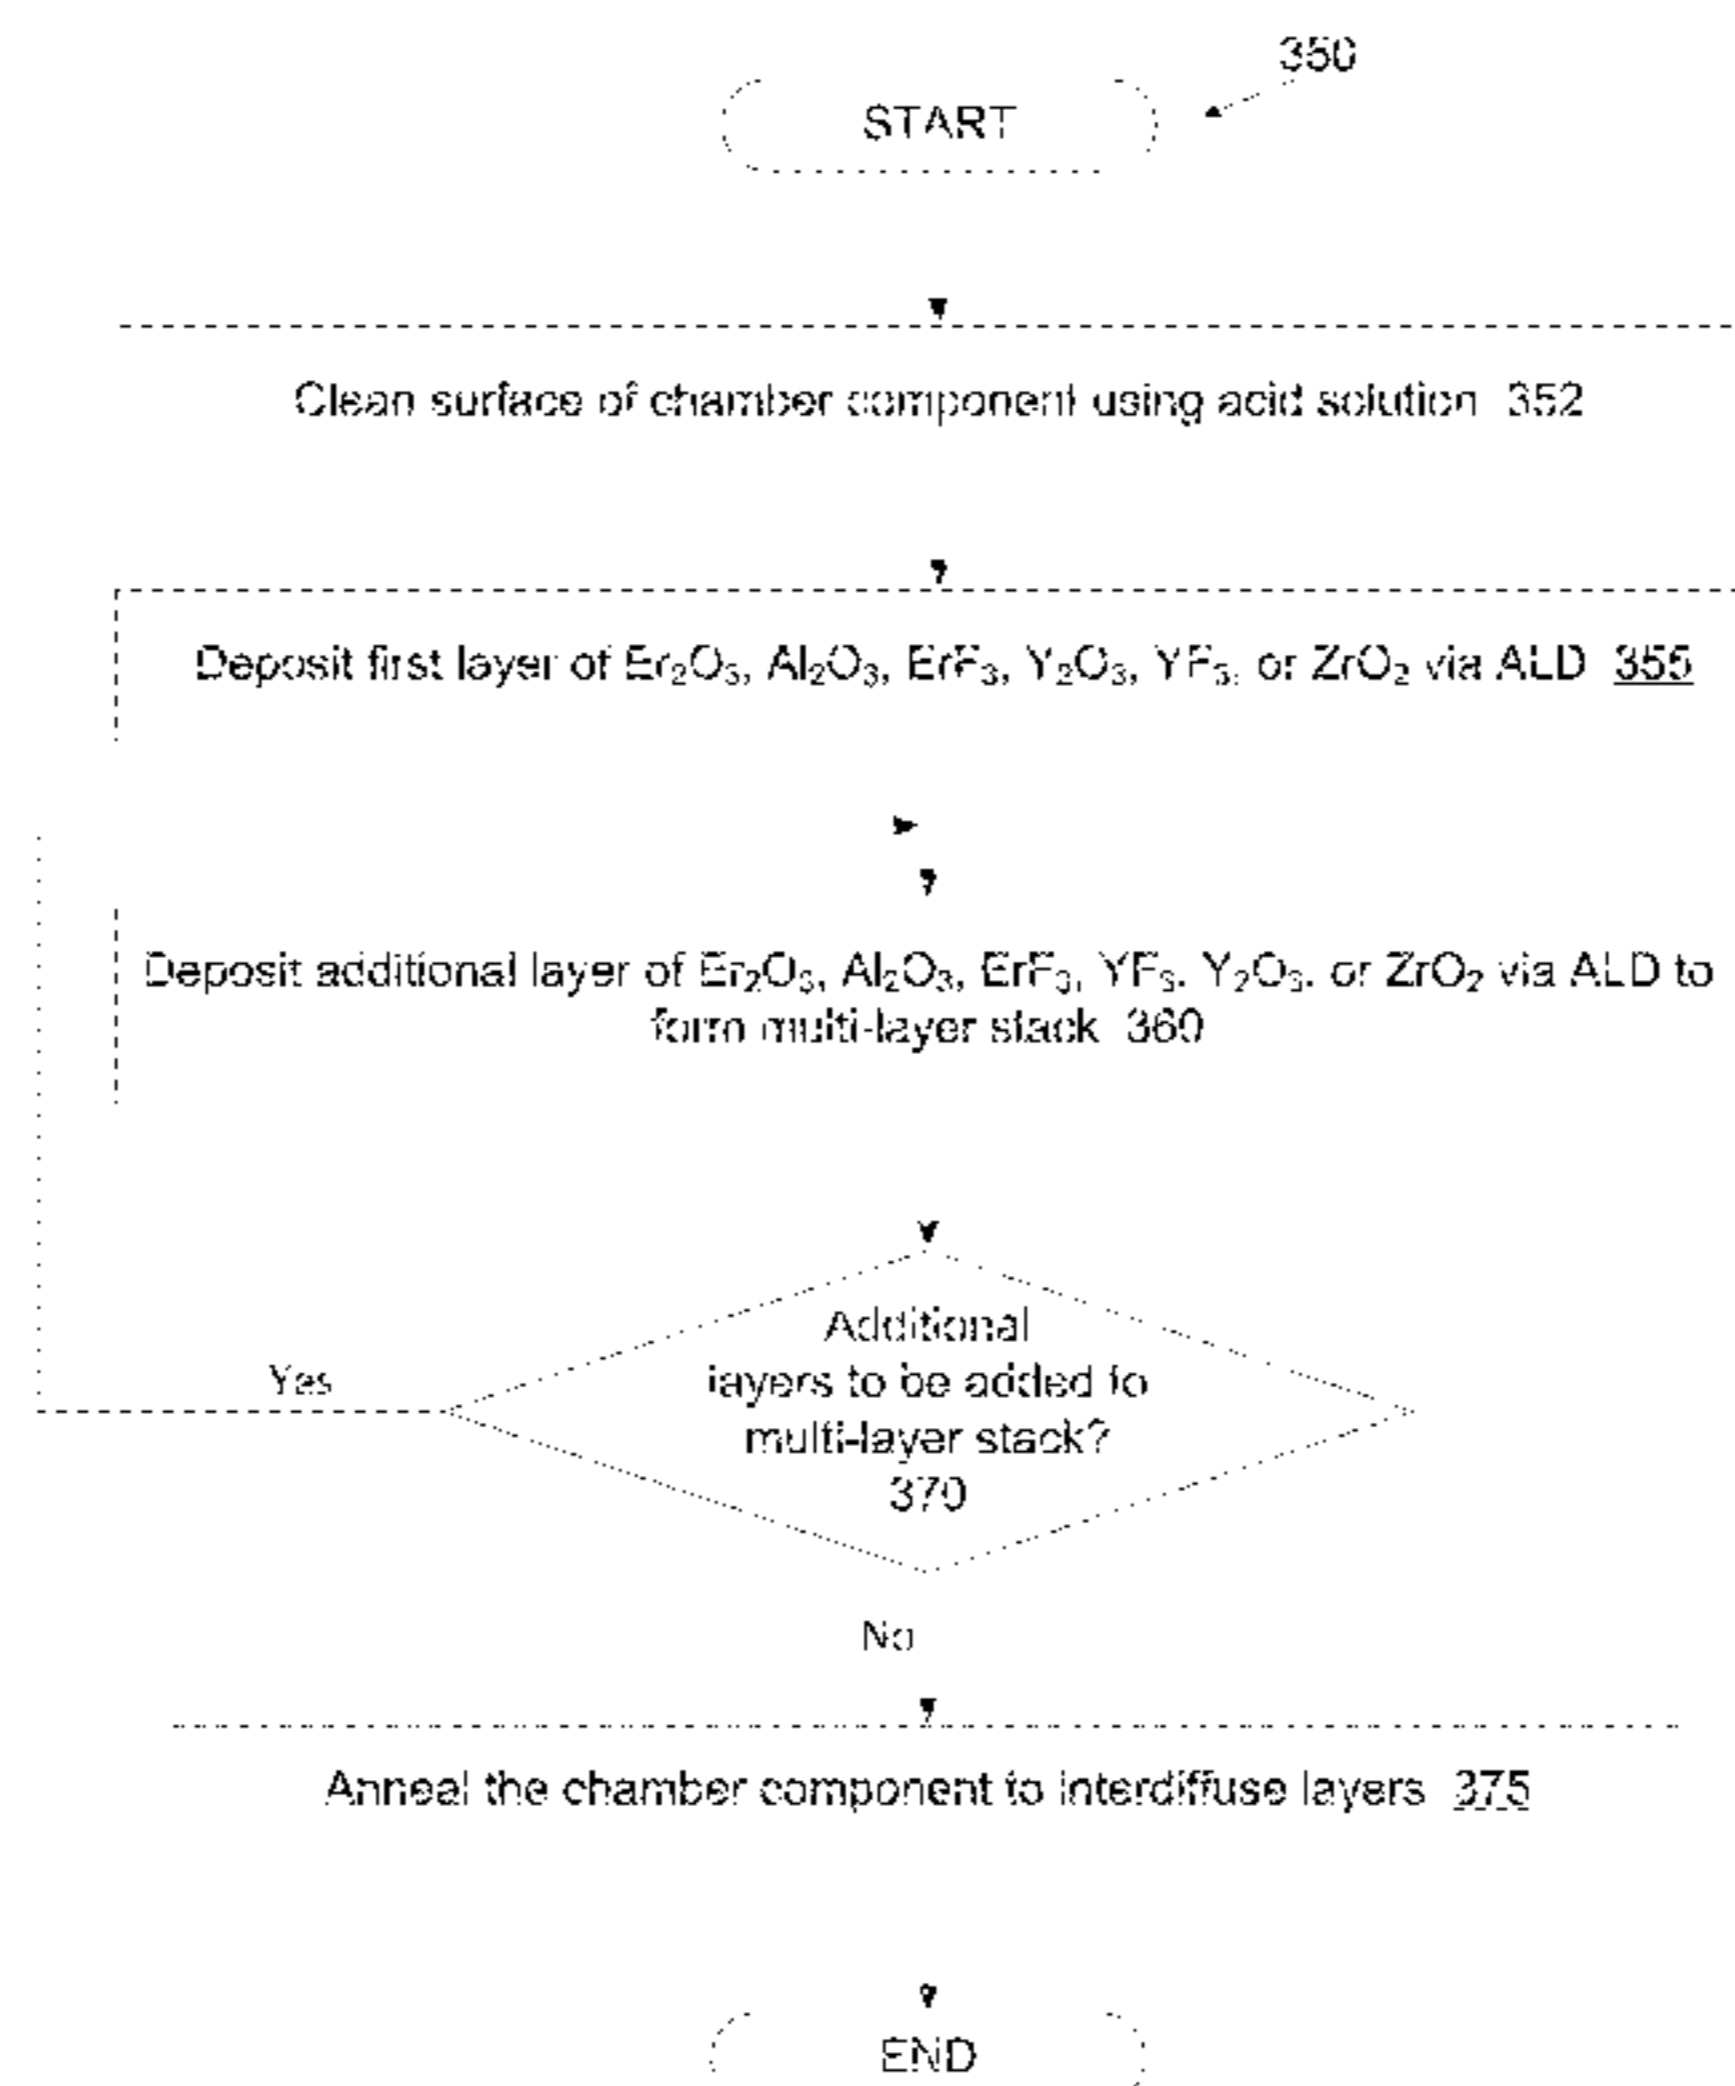 350
START
Clean surface of chamber component using acid solution 352
Deposit first layer of Er₂O₃, Al₂O₃, ErF₃, Y₂O₃, YF₃, or ZrO₂ via ALD 355
Deposit additional layer of Er₂O₃, Al₂O₃, ErF₃, YF₃, Y₂O₃, or ZrO₂ via ALD to
form multi-layer stack 360
Additional
layers to be added to
Yes
multi-layer stack?
370
No
Anneal the chamber component to interdiffuse layers 375
END